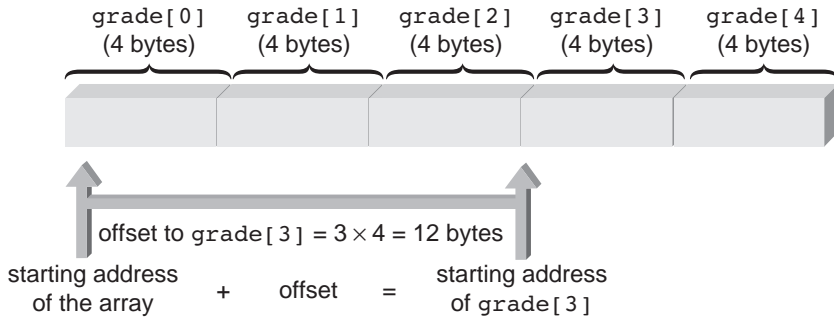 grade[0] grade[1] grade[2] grade[3] grade[4]
(4 bytes) (4 bytes) (4 bytes) (4 bytes) (4 bytes)
offset to grade[3] = 3 × 4 = 12 bytes
starting address
of the array
+ offset =
starting address
of grade[3]